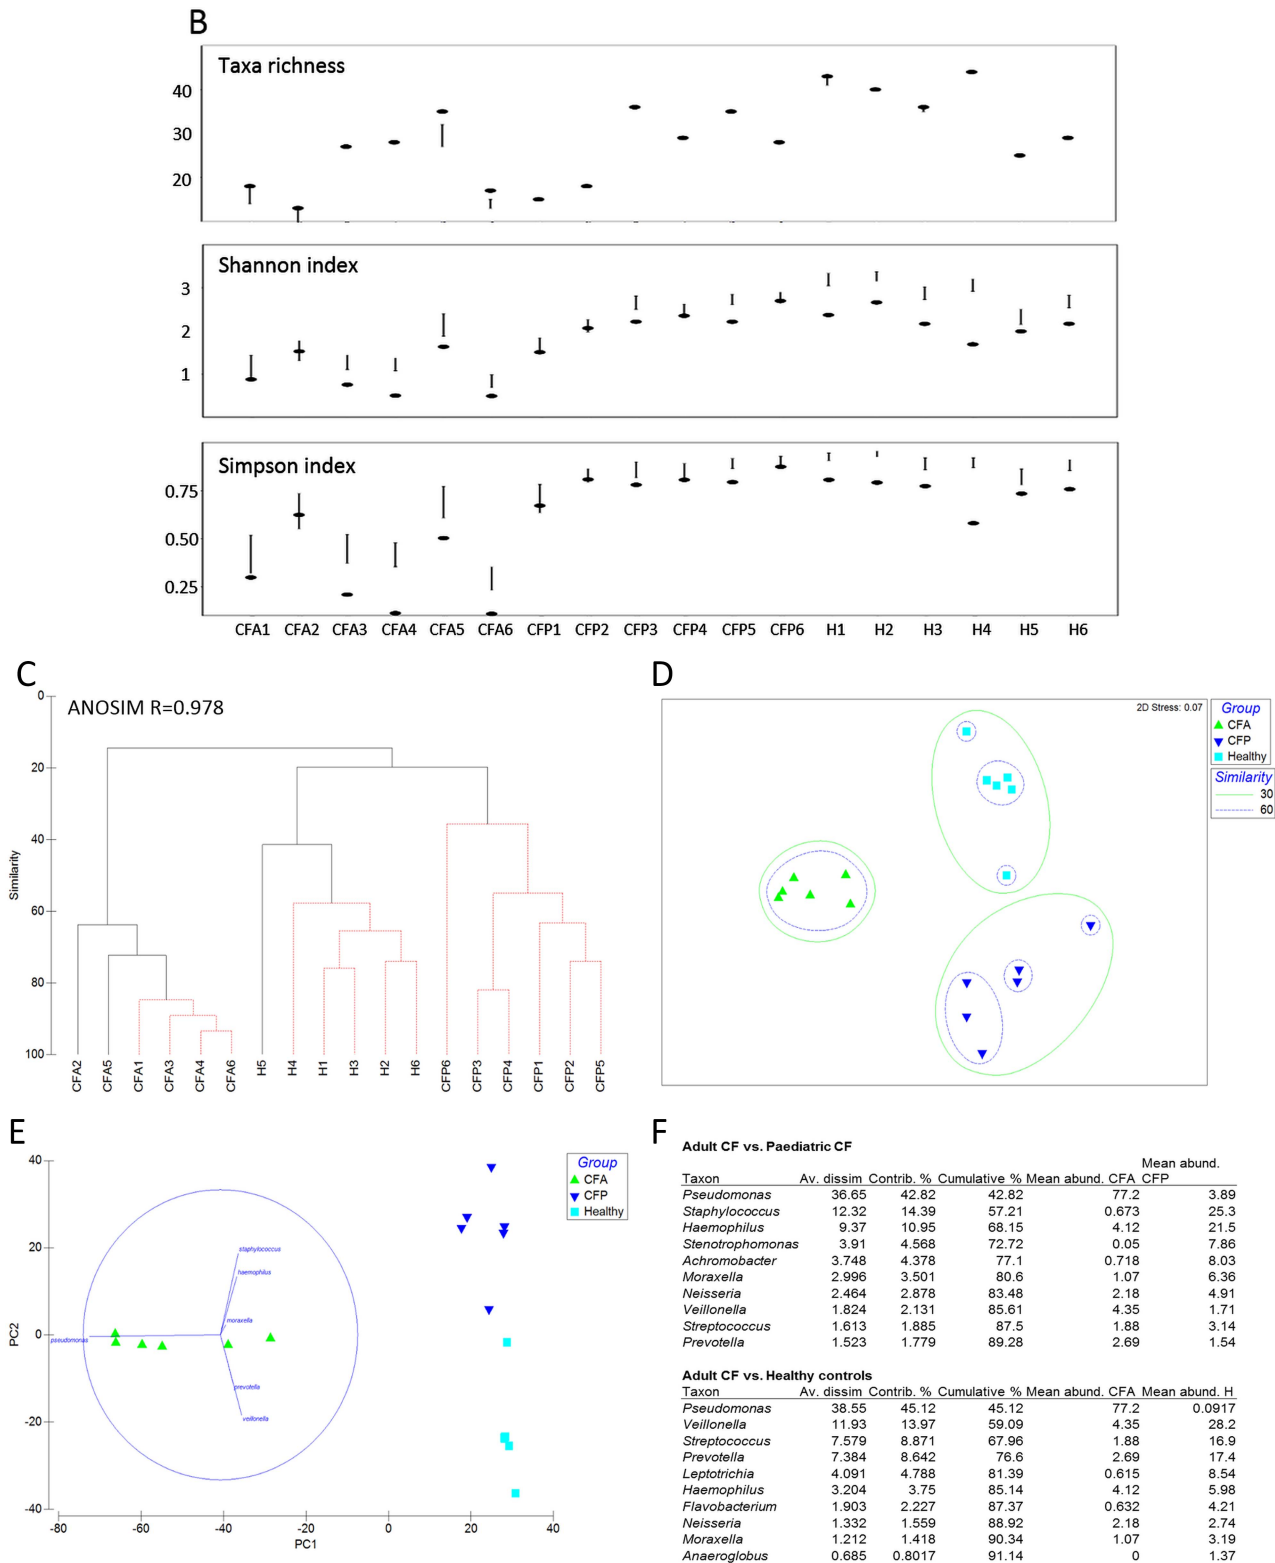 B
Taxa richness
40
30
20
Shannon index
3
2
1
Simpson index
0.75
0.50
0.25
CFA1 CFA2 CFA3 CFA4 CFA5 CFA6 CFP1 CFP2 CFP3 CFP4 CFP5 CFP6 H1 H2 H3 H4 H5 H6
C
ANOSIM R=0.978
Similarity
0
20
40
60
80
100
CFA2 CFA5 CFA1 CFA3 CFA4 CFA6 H5 H4 H1 H3 H2 H6 CFP6 CFP3 CFP4 CFP1 CFP2 CFP5
D
2D Stress: 0.07
Group
CFA
CFP
Healthy
Similarity
30
60
E
PC2
40
20
0
-20
-40
staphylococcus
haemophilus
moraxella
pseudomonas
prevotella
veillonella
Group
CFA
CFP
Healthy
-80 -60 -40 -20 0 20 40
PC1
F
Adult CF vs. Paediatric CF
Mean abund.
Taxon Av. dissim Contrib. % Cumulative % Mean abund. CFA CFP
Pseudomonas 36.65 42.82 42.82 77.2 3.89
Staphylococcus 12.32 14.39 57.21 0.673 25.3
Haemophilus 9.37 10.95 68.15 4.12 21.5
Stenotrophomonas 3.91 4.568 72.72 0.05 7.86
Achromobacter 3.748 4.378 77.1 0.718 8.03
Moraxella 2.996 3.501 80.6 1.07 6.36
Neisseria 2.464 2.878 83.48 2.18 4.91
Veillonella 1.824 2.131 85.61 4.35 1.71
Streptococcus 1.613 1.885 87.5 1.88 3.14
Prevotella 1.523 1.779 89.28 2.69 1.54
Adult CF vs. Healthy controls
Taxon Av. dissim Contrib. % Cumulative % Mean abund. CFA Mean abund. H
Pseudomonas 38.55 45.12 45.12 77.2 0.0917
Veillonella 11.93 13.97 59.09 4.35 28.2
Streptococcus 7.579 8.871 67.96 1.88 16.9
Prevotella 7.384 8.642 76.6 2.69 17.4
Leptotrichia 4.091 4.788 81.39 0.615 8.54
Haemophilus 3.204 3.75 85.14 4.12 5.98
Flavobacterium 1.903 2.227 87.37 0.632 4.21
Neisseria 1.332 1.559 88.92 2.18 2.74
Moraxella 1.212 1.418 90.34 1.07 3.19
Anaeroglobus 0.685 0.8017 91.14 0 1.37